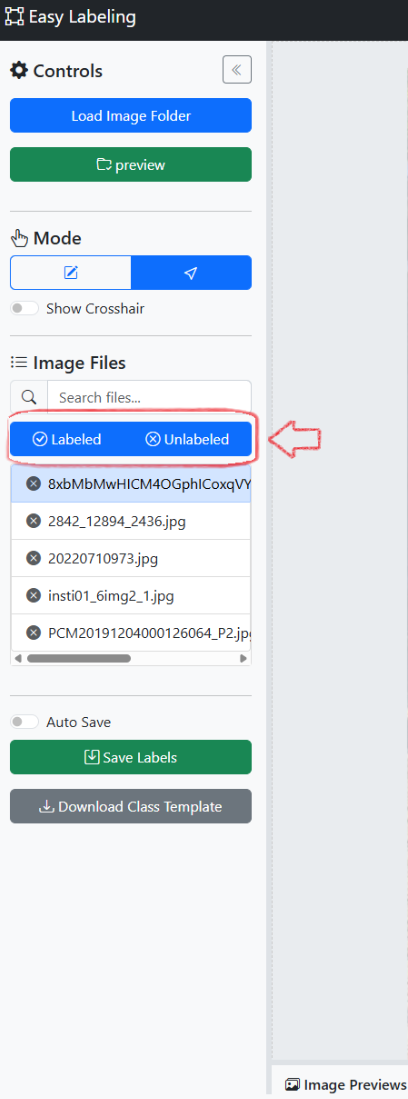 Easy Labeling
Controls
Load Image Folder
preview
Mode
Show Crosshair
Image Files
Search files...
Labeled Unlabeled
8xbMbMwHICM4OGphICoxqVY
2842_12894_2436.jpg
20220710973.jpg
insti01_6img2_1.jpg
PCM20191204000126064_P2.jpg
Auto Save
Save Labels
Download Class Template
Image Previews